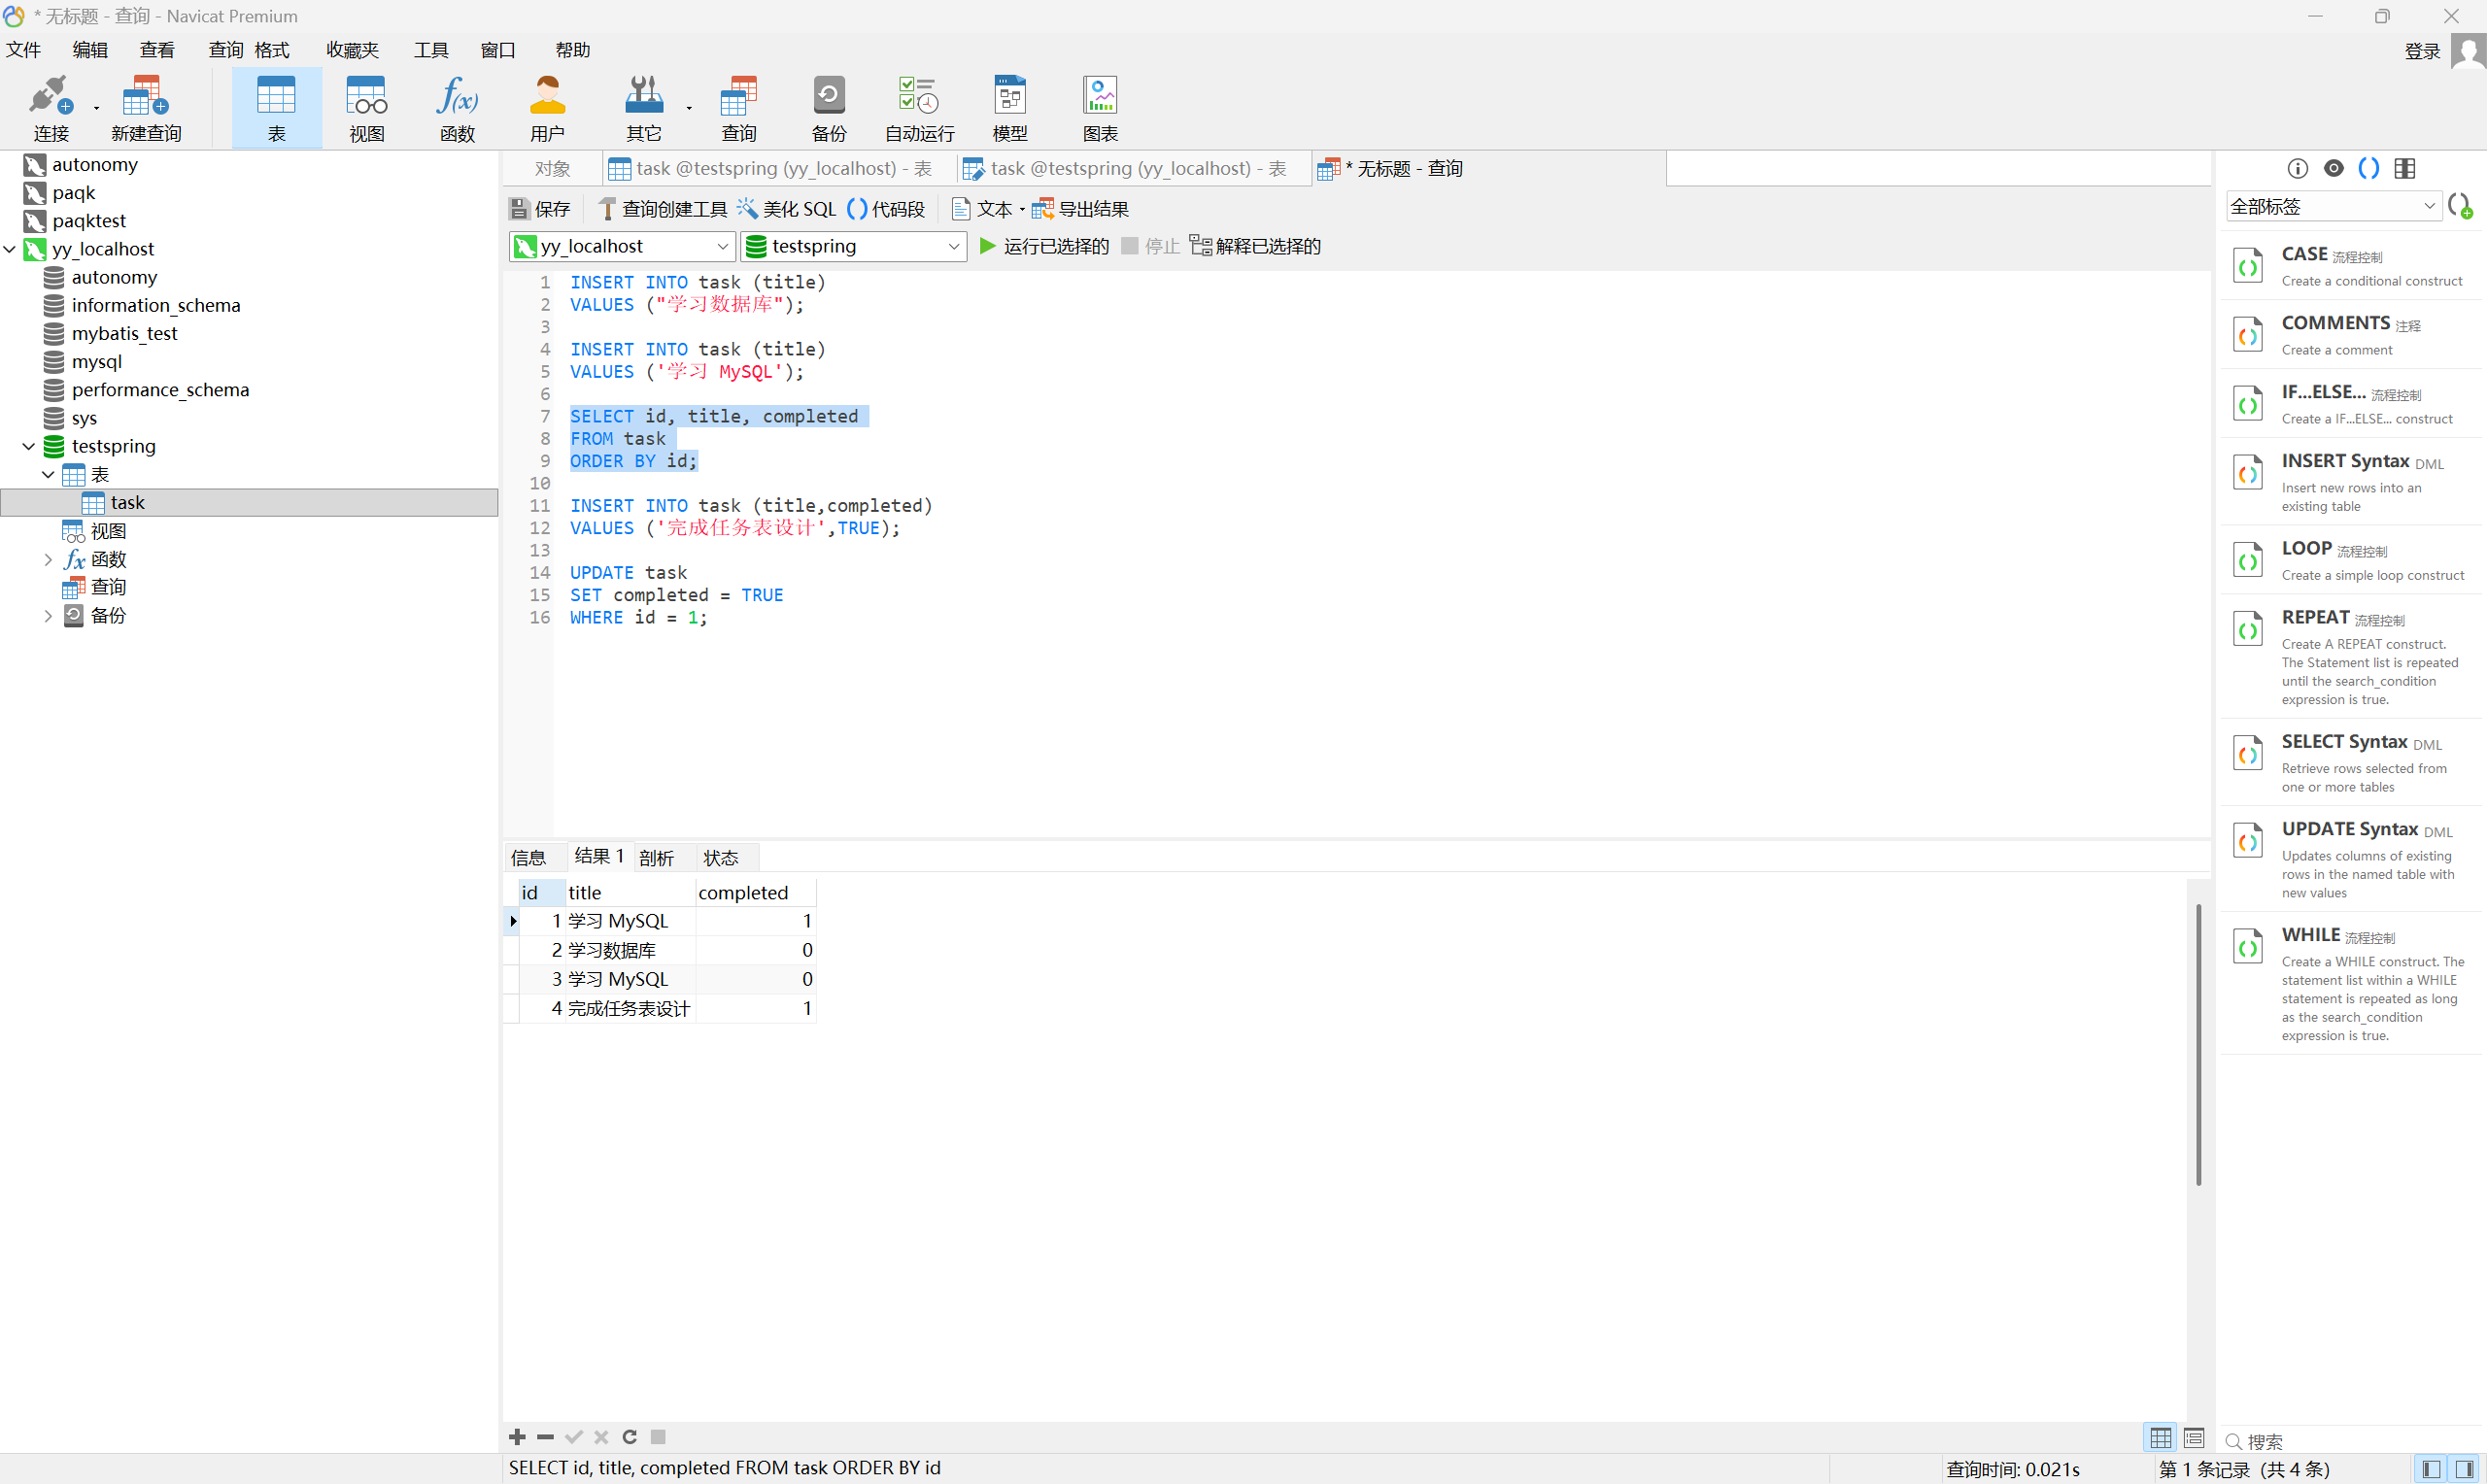 * 无标题 - 查询 - Navicat Premium
文件 编辑 查看 查询 格式 收藏夹 工具 窗口 帮助 登录
连接 新建查询 表 视图 函数 用户 其它 查询 备份 自动运行 模型 图表
autonomy
paqk
paqktest
yy_localhost
autonomy
information_schema
mybatis_test
mysql
performance_schema
sys
testspring
表
task
视图
函数
查询
备份
对象 task @testspring (yy_localhost) - 表 task @testspring (yy_localhost) - 表 * 无标题 - 查询
保存 查询创建工具 美化 SQL 代码段 文本 导出结果
yy_localhost testspring 运行已选择的 停止 解释已选择的
1 INSERT INTO task (title)
2 VALUES ("学习数据库");
3
4 INSERT INTO task (title)
5 VALUES ('学习 MySQL');
6
7 SELECT id, title, completed
8 FROM task
9 ORDER BY id;
10
11 INSERT INTO task (title,completed)
12 VALUES ('完成任务表设计',TRUE);
13
14 UPDATE task
15 SET completed = TRUE
16 WHERE id = 1;
信息 结果 1 剖析 状态
id title completed
1 学习 MySQL 1
2 学习数据库 0
3 学习 MySQL 0
4 完成任务表设计 1
SELECT id, title, completed FROM task ORDER BY id
查询时间: 0.021s
第 1 条记录 (共 4 条)
全部标签
CASE 流程控制
Create a conditional construct
COMMENTS 注释
Create a comment
IF...ELSE... 流程控制
Create a IF...ELSE... construct
INSERT Syntax DML
Insert new rows into an
existing table
LOOP 流程控制
Create a simple loop construct
REPEAT 流程控制
Create A REPEAT construct.
The Statement list is repeated
until the search_condition
expression is true.
SELECT Syntax DML
Retrieve rows selected from
one or more tables
UPDATE Syntax DML
Updates columns of existing
rows in the named table with
new values
WHILE 流程控制
Create a WHILE construct. The
statement list within a WHILE
statement is repeated as long
as the search_condition
expression is true.
搜索